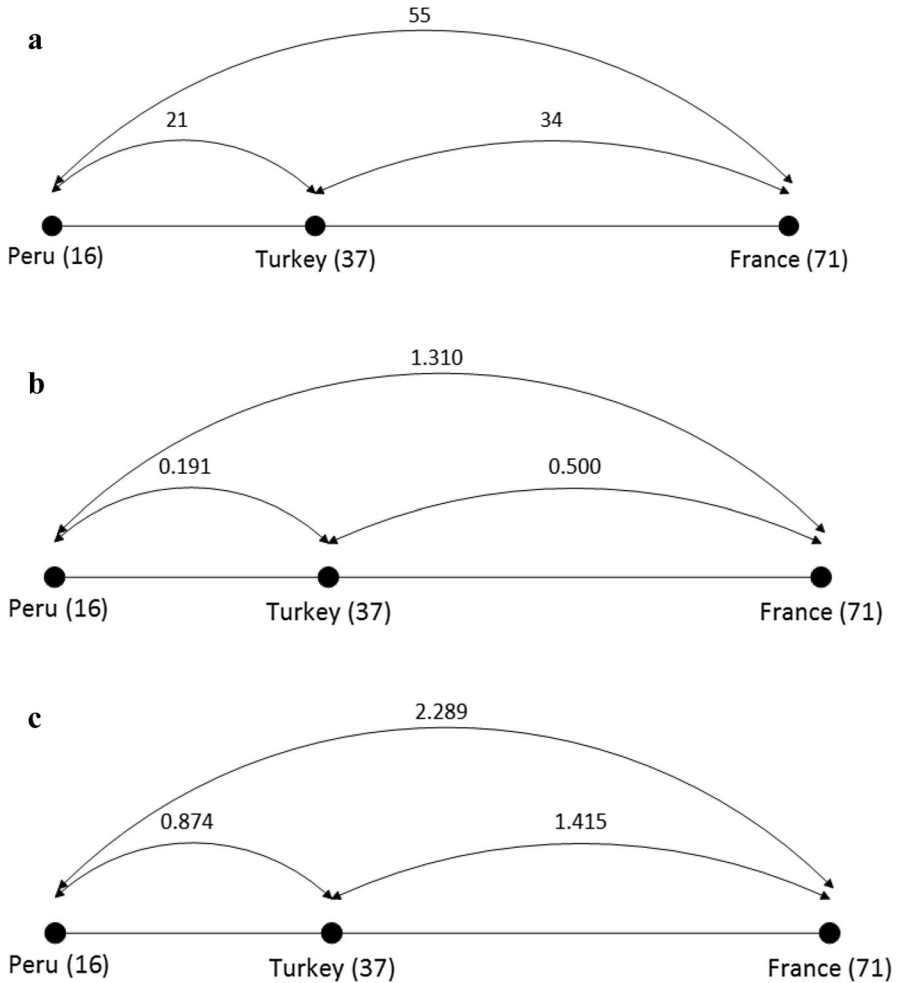 a
55
21
34
Peru (16)
Turkey (37)
France (71)
b
1.310
0.191
0.500
Peru (16)
Turkey (37)
France (71)
c
2.289
0.874
1.415
Peru (16)
Turkey (37)
France (71)